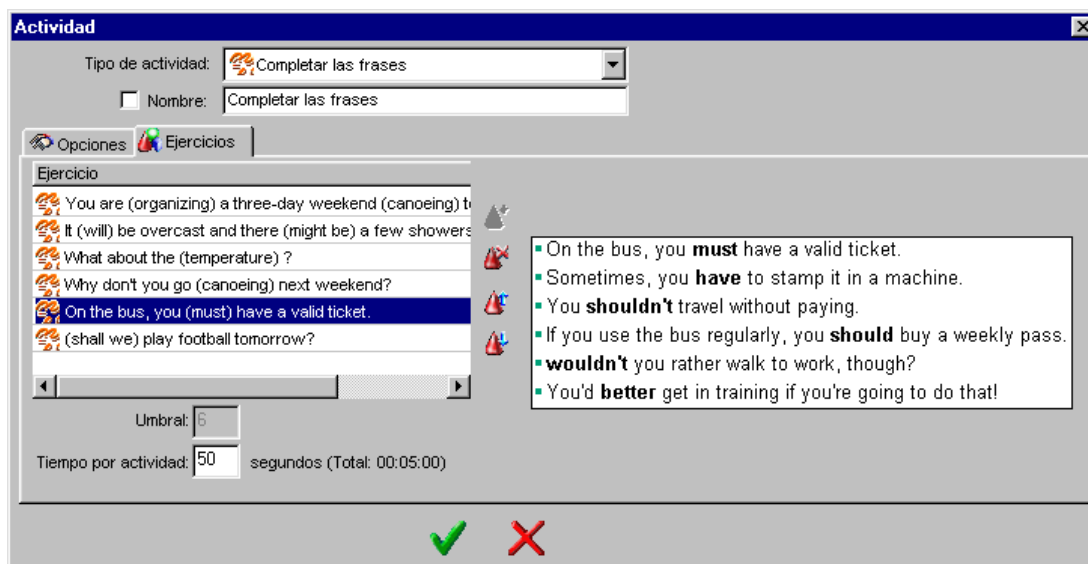 Actividad
Tipo de actividad: Completar las frases
Nombre: Completar las frases
Opciones Ejercicios
Ejercicio
You are (organizing) a three-day weekend (canoeing) t
It (will) be overcast and there (might be) a few showers
What about the (temperature) ?
Why don't you go (canoeing) next weekend?
On the bus, you (must) have a valid ticket.
(shall we) play football tomorrow?
On the bus, you must have a valid ticket.
Sometimes, you have to stamp it in a machine.
You shouldn't travel without paying.
If you use the bus regularly, you should buy a weekly pass.
wouldn't you rather walk to work, though?
You'd better get in training if you're going to do that!
Umbral: 6
Tiempo por actividad: 50 segundos (Total: 00:05:00)